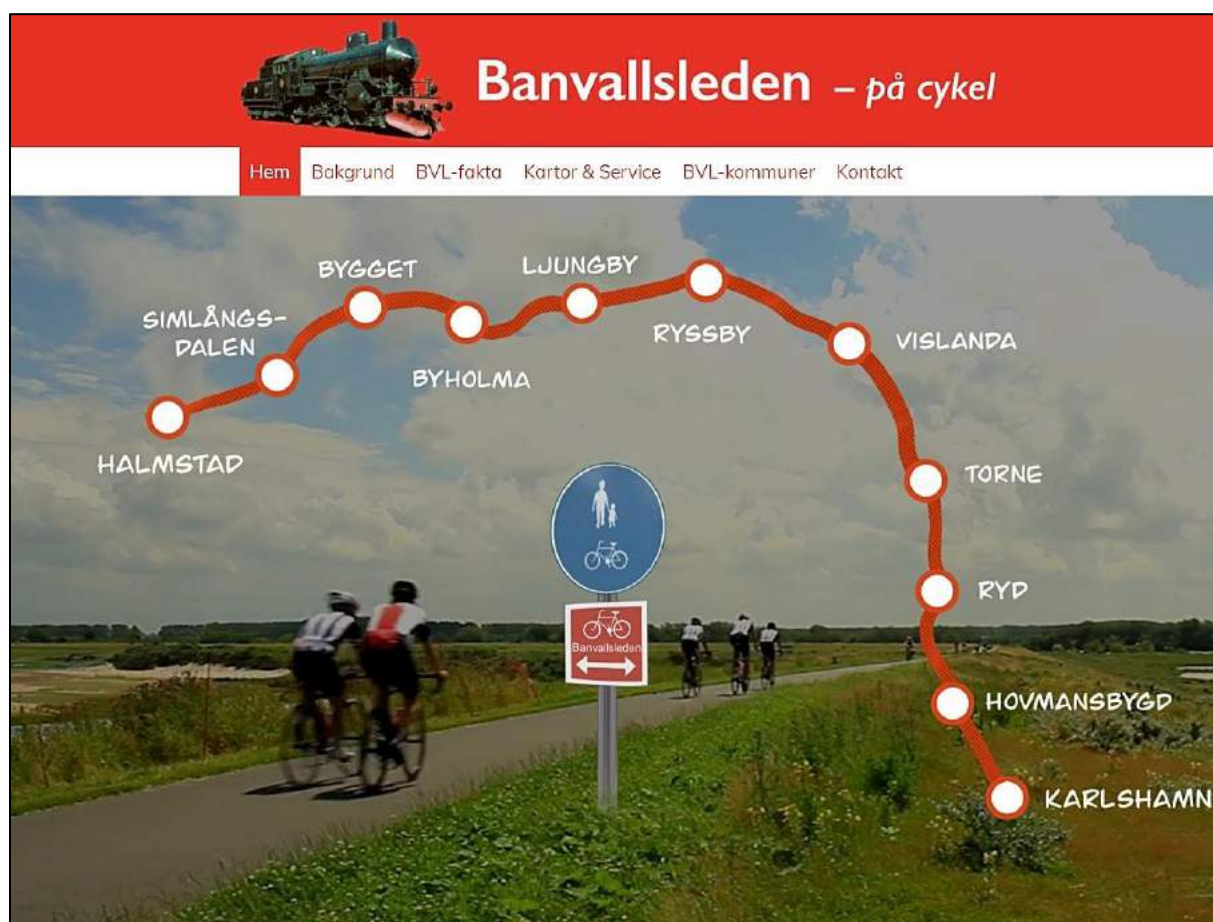 Banvallsleden – på cykel
Hem Bakgrund BVL-fakta Kartor & Service BVL-kommuner Kontakt
BYGGET
LJUNGBY
SIMLÅNGS-
DALEN
RYSSBY
VISLANDA
BYHOLMA
HALMSTAD
TORNE
RYD
Banvallsleden
HOVMANSBYGD
KARLSHAMN